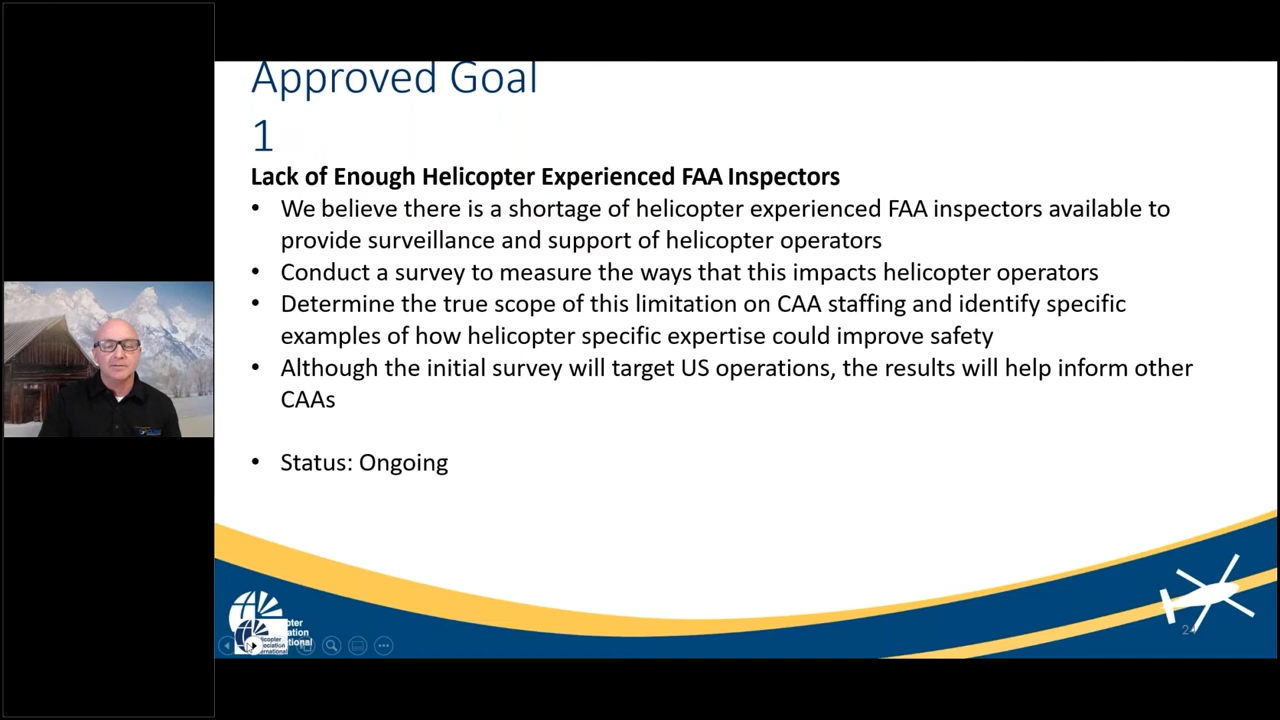 Approved Goal
1
Lack of Enough Helicopter Experienced FAA Inspectors
• We believe there is a shortage of helicopter experienced FAA inspectors available to
provide surveillance and support of helicopter operators
• Conduct a survey to measure the ways that this impacts helicopter operators
• Determine the true scope of this limitation on CAA staffing and identify specific
examples of how helicopter specific expertise could improve safety
• Although the initial survey will target US operations, the results will help inform other
CAAs
• Status: Ongoing